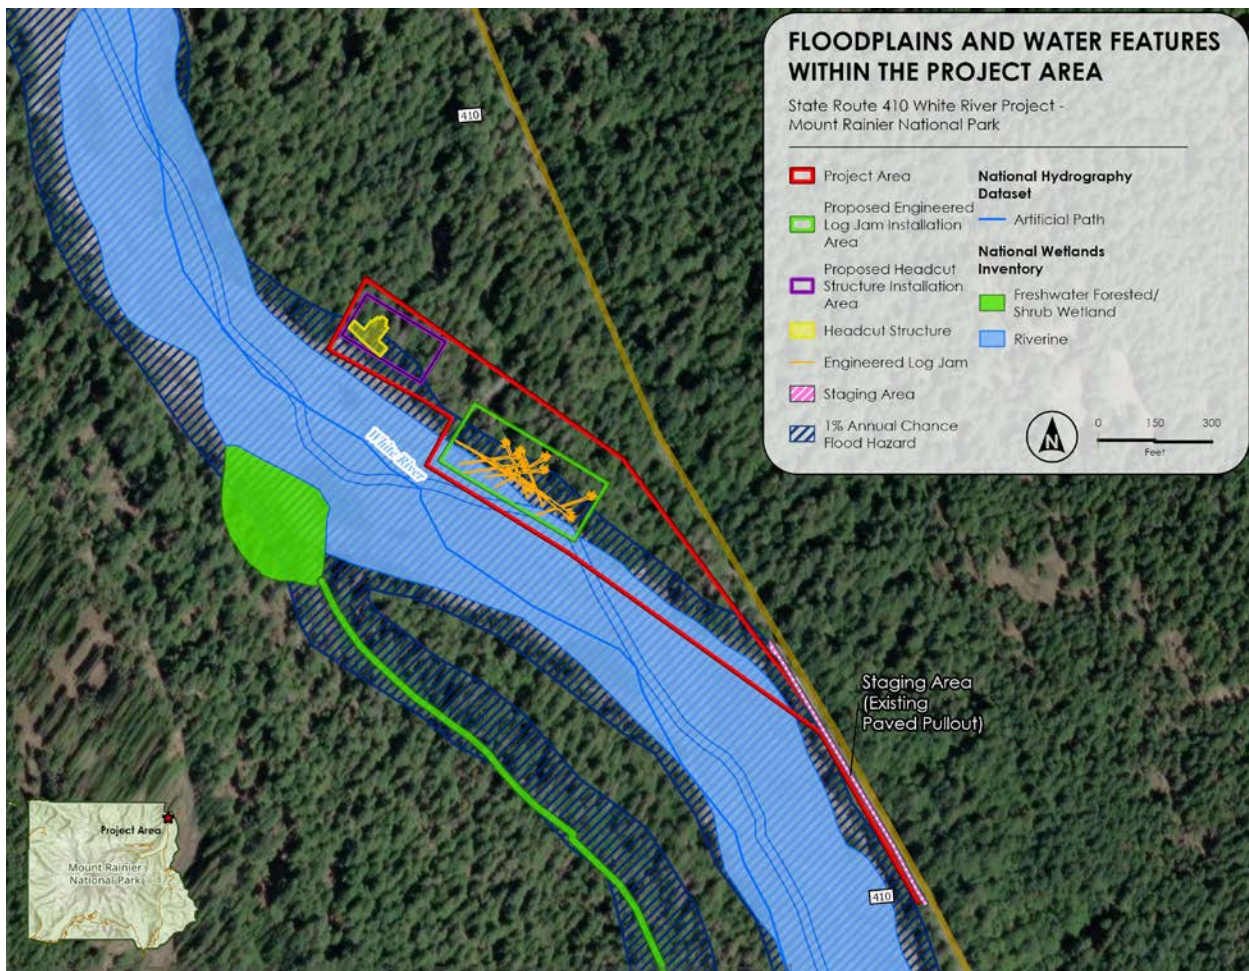 FLOODPLAINS AND WATER FEATURES
WITHIN THE PROJECT AREA
State Route 410 White River Project -
Mount Rainier National Park
Project Area
Proposed Engineered
Log Jam Installation
Area
Proposed Headcut
Structure Installation
Area
Headcut Structure
Engineered Log Jam
Staging Area
1% Annual Chance
Flood Hazard
National Hydrography
Dataset
Artificial Path
National Wetlands
Inventory
Freshwater Forested/
Shrub Wetland
Riverine
N
0 150 300
Feet
410
White River
Staging Area
(Existing
Paved Pullout)
410
Project Area
Mount Rainier
National Park